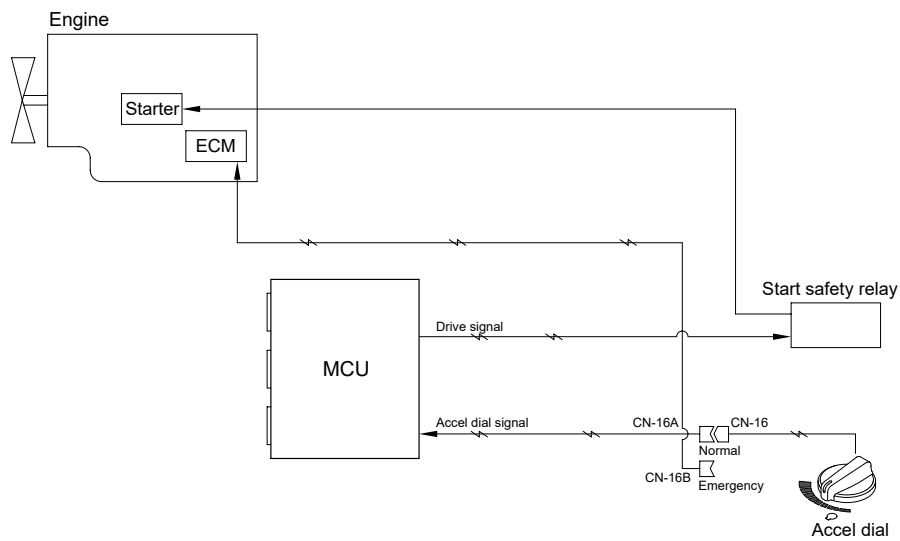 Engine
Starter
ECM
Start safety relay
Drive signal
MCU
Accel dial signal
CN-16A
CN-16
Normal
CN-16B
Emergency
Accel dial